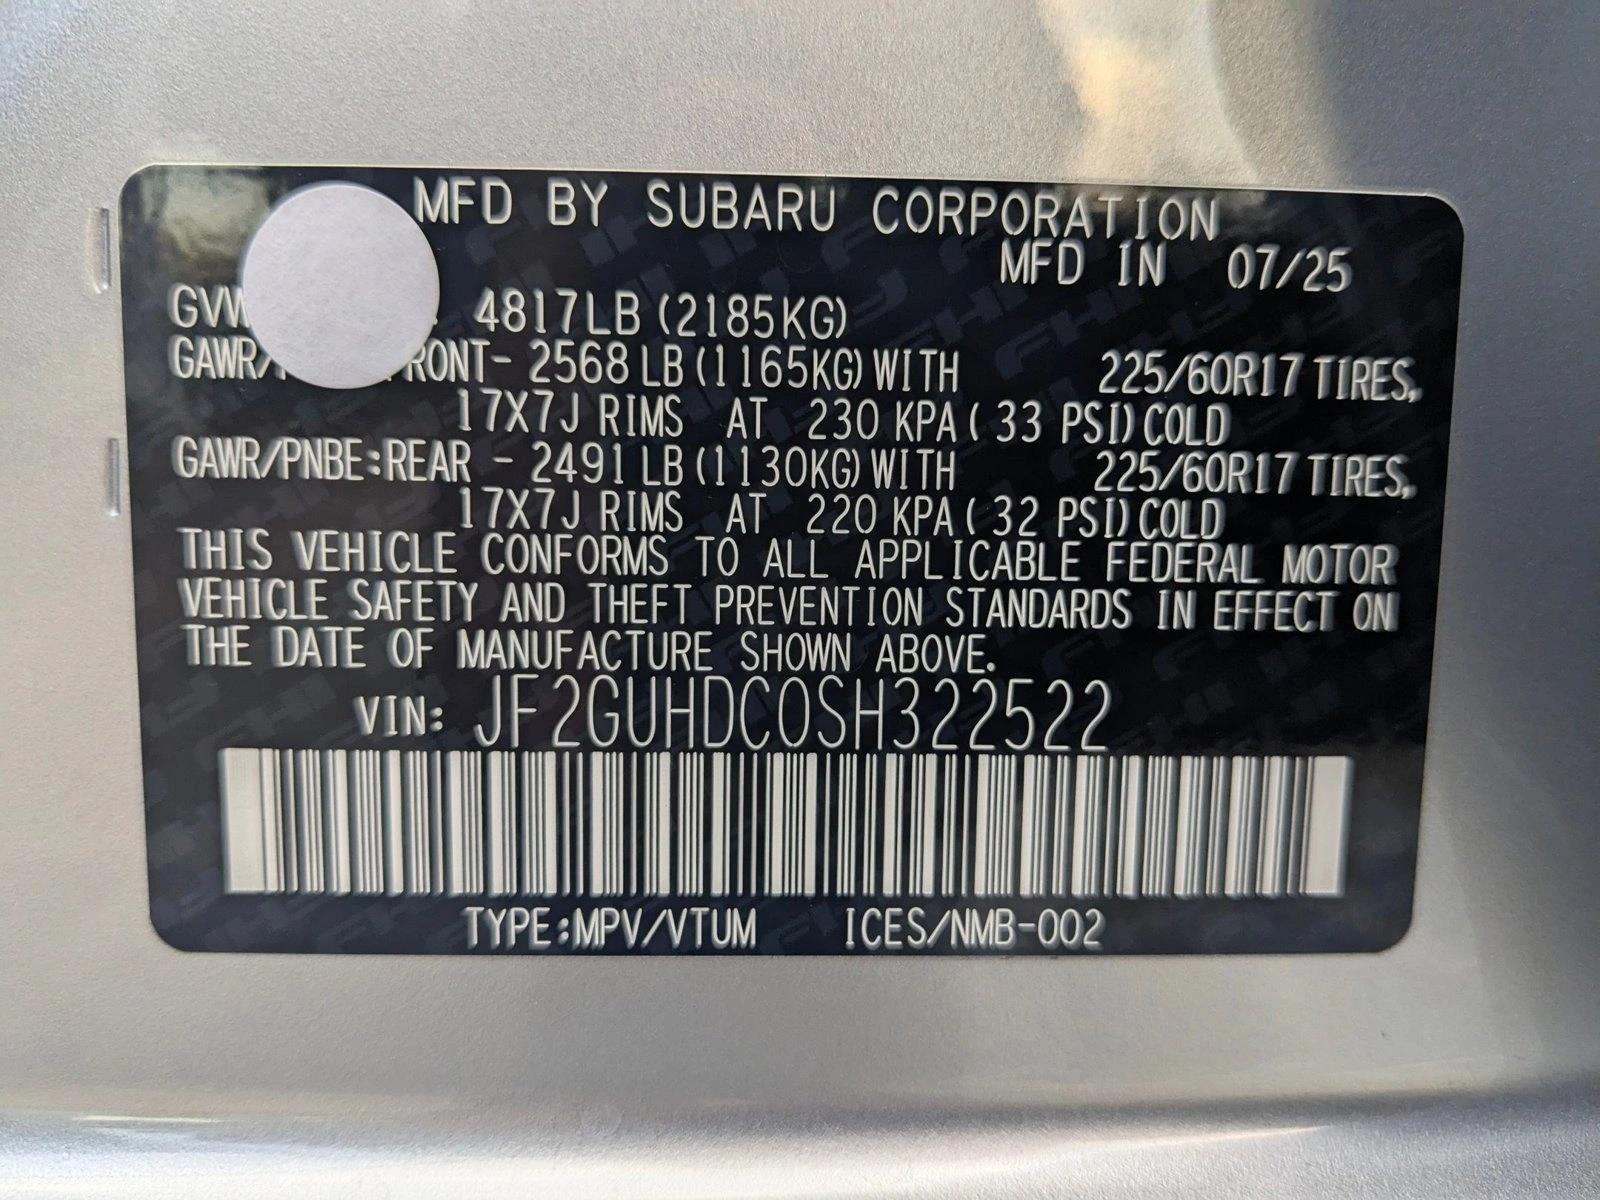 MFD BY SUBARU CORPORATION
MFD IN 07/25
4817LB (2185KG)
2568 LB (1165KG) WITH 225/60R17 TIRES,
17X7J RIMS AT 230 KPA ( 33 PSI) COLD
GAWR/PNBE:REAR - 2491 LB (1130KG) WITH 225/60R17 TIRES,
17X7J RIMS AT 220 KPA ( 32 PSI) COLD
THIS VEHICLE CONFORMS TO ALL APPLICABLE FEDERAL MOTOR
VEHICLE SAFETY AND THEFT PREVENTION STANDARDS IN EFFECT ON
THE DATE OF MANUFACTURE SHOWN ABOVE.
VIN: JF2GUHDC0SH322522
TYPE:MPV/VTUM ICES/NMB-002